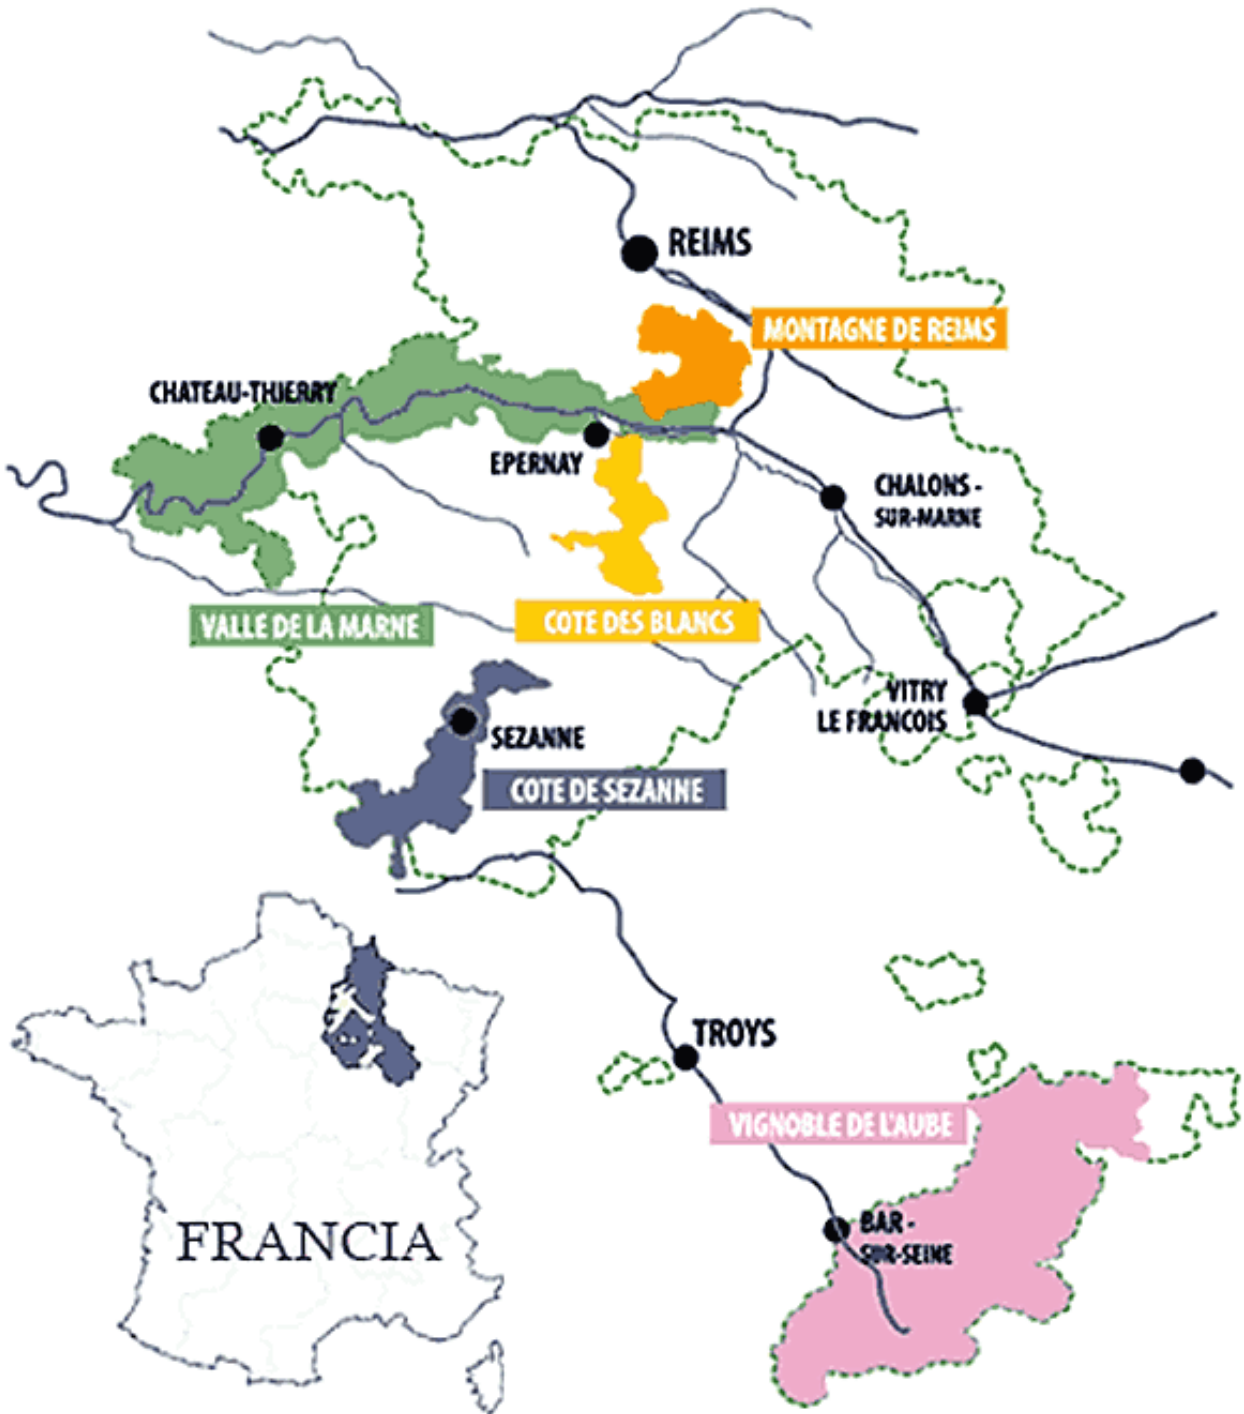 REIMS
MONTAGNE DE REIMS
CHATEAU-THIERRY
EPERNAY
CHALONS -
SUR-MARNE
VALLE DE LA MARNE
COTE DES BLANCS
VITRY
LE FRANCOIS
SEZANNE
COTE DE SEZANNE
TROYS
VIGNOBLE DE L'AUBE
BAR -
SUR-SEINE
FRANCIA